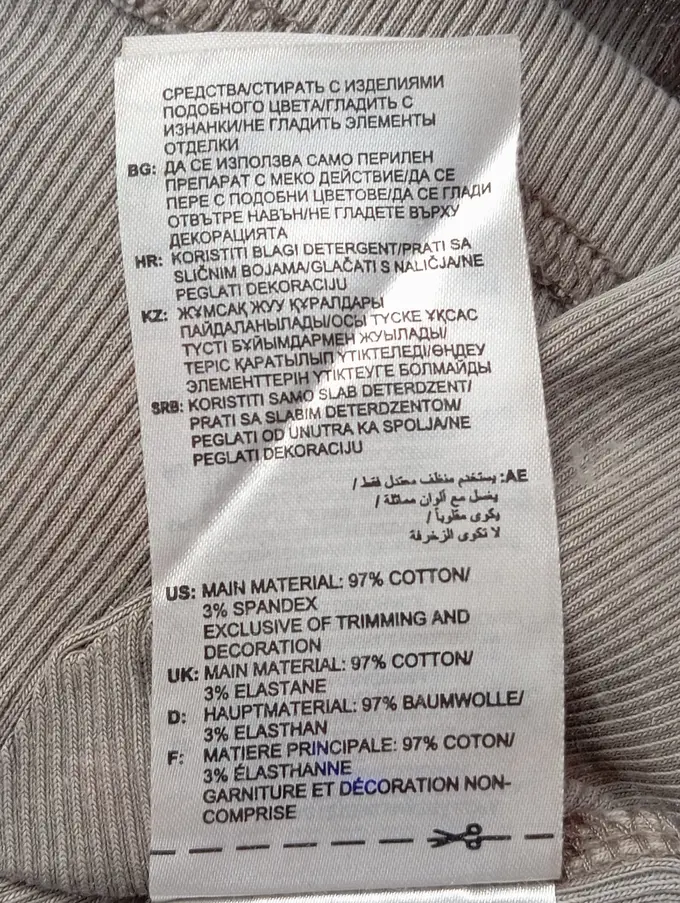 СРЕДСТВА/СТИРАТЬ С ИЗДЕЛИЯМИ
ПОДОБНОГО ЦВЕТА/ГЛАДИТЬ С
ИЗНАНКИ/НЕ ГЛАДИТЬ ЭЛЕМЕНТЫ
ОТДЕЛКИ
BG: ДА СЕ ИЗПОЛЗВА САМО ПЕРИЛЕН
ПРЕПАРАТ С МЕКО ДЕЙСТВИЕ/ДА СЕ
ПЕРЕ С ПОДОБНИ ЦВЕТОВЕ/ДА СЕ ГЛАДИ
ОТВЪТРЕ НАВЪН/НЕ ГЛАДЕТЕ ВЪРХУ
ДЕКОРАЦИЯТА
HR: KORISTITI BLAGI DETERGENT/PRATI SA
SLIČNIM BOJAMA/GLAČATI S NALIČJA/NE
PEGLATI DEKORACIJU
KZ: ЖҰМСАҚ ЖУУ ҚҰРАЛДАРЫ
ПАЙДАЛАНЫЛАДЫ/ОСЫ ТҮСКЕ ҰҚСАС
ТҮСТІ БҰЙЫМДАРМЕН ЖУЫЛАДЫ/
ТЕРІС ҚАРАТЫЛЫП ҮТІКТЕЛЕДІ/ӨҢДЕУ
ЭЛЕМЕНТТЕРІН ҮТІКТЕУГЕ БОЛМАЙДЫ
SRB: KORISTITI SAMO SLAB DETERDZENT/
PRATI SA SLABIM DETERDZENTOM/
PEGLATI OD UNUTRA KA SPOLJA/NE
PEGLATI DEKORACIJU
AE: يستخدم منظف معتدل فقط/
يغسل مع ألوان مماثلة/
يكوى مقلوباً/
لا تكوى الزخرفة
US: MAIN MATERIAL: 97% COTTON/
3% SPANDEX
EXCLUSIVE OF TRIMMING AND
DECORATION
UK: MAIN MATERIAL: 97% COTTON/
3% ELASTANE
D: HAUPTMATERIAL: 97% BAUMWOLLE/
3% ELASTHAN
F: MATIERE PRINCIPALE: 97% COTON/
3% ÉLASTHANNE
GARNITURE ET DÉCORATION NON-
COMPRISE